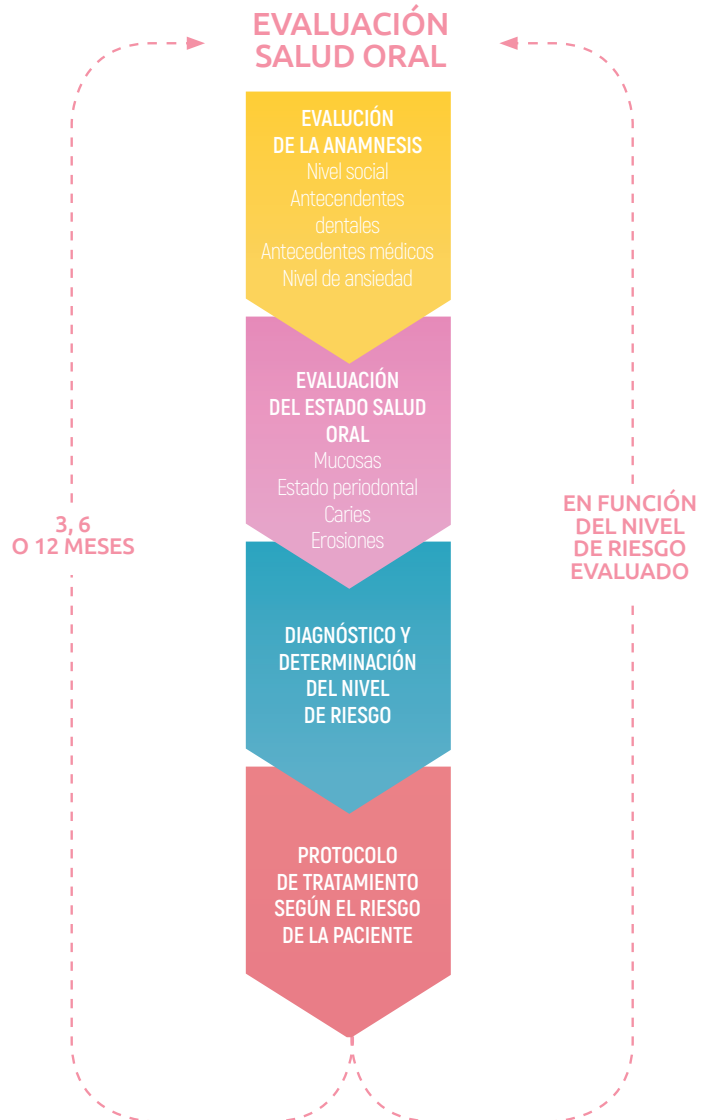 EVALUACIÓN
SALUD ORAL
EVALUCIÓN
DE LA ANAMNESIS
Nivel social
Antecendentes
dentales
Antecedentes médicos
Nivel de ansiedad
EVALUACIÓN
DEL ESTADO SALUD
ORAL
Mucosas
Estado periodontal
Caries
Erosiones
3, 6
O 12 MESES
EN FUNCIÓN
DEL NIVEL
DE RIESGO
EVALUADO
DIAGNÓSTICO Y
DETERMINACIÓN
DEL NIVEL
DE RIESGO
PROTOCOLO
DE TRATAMIENTO
SEGÚN EL RIESGO
DE LA PACIENTE